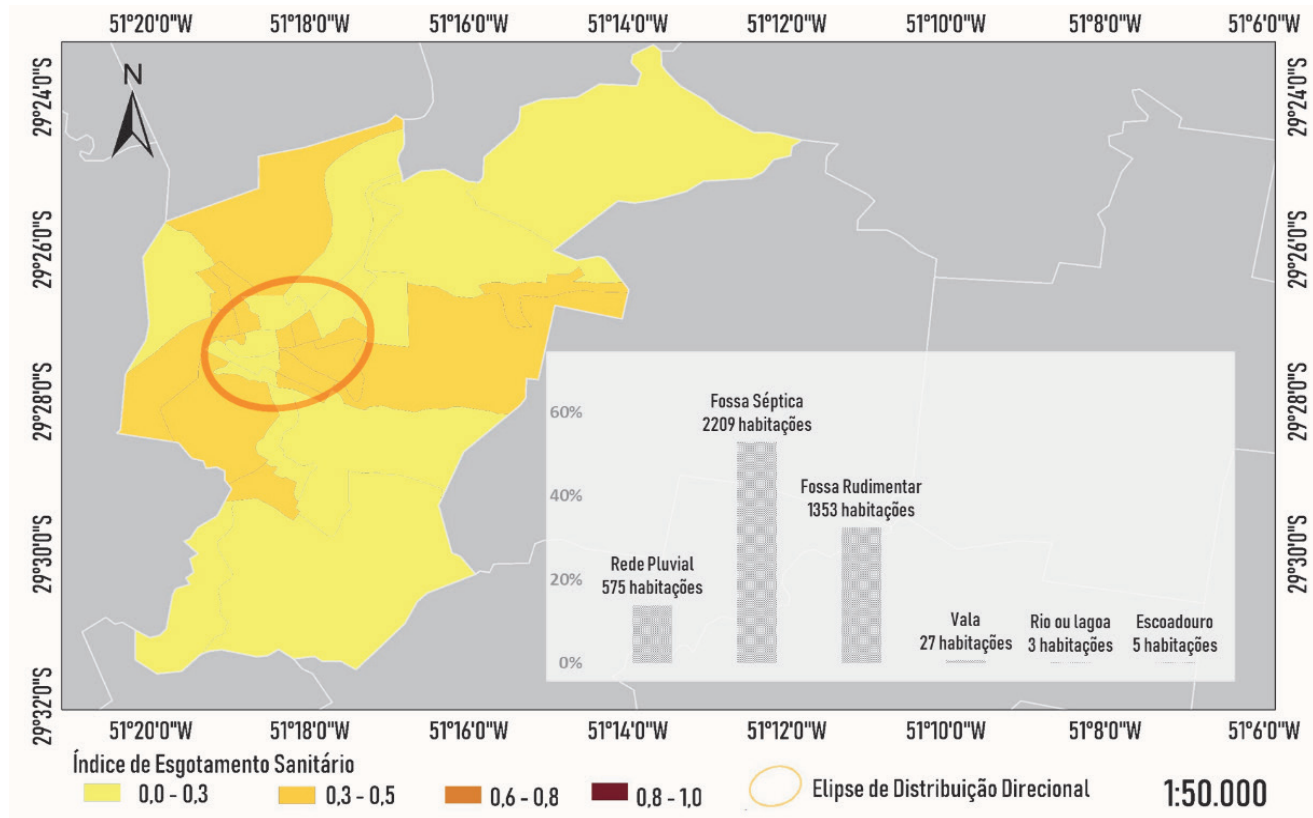 51°20'0"W 51°18'0"W 51°16'0"W 51°14'0"W 51°12'0"W 51°10'0"W 51°8'0"W 51°6'0"W
N
29°24'0"S
29°26'0"S
29°28'0"S
29°30'0"S
29°32'0"S
29°24'0"S
29°26'0"S
29°28'0"S
29°30'0"S
60%
40%
20%
0%
Fossa Séptica
2209 habitações
Fossa Rudimentar
1353 habitações
Rede Pluvial
575 habitações
Vala
27 habitações
Rio ou lagoa
3 habitações
Escoadouro
5 habitações
51°20'0"W 51°18'0"W 51°16'0"W 51°14'0"W 51°12'0"W 51°10'0"W 51°8'0"W 51°6'0"W
Índice de Esgotamento Sanitário
0,0 - 0,3 0,3 - 0,5 0,6 - 0,8 0,8 - 1,0 Elipse de Distribuição Direcional 1:50.000